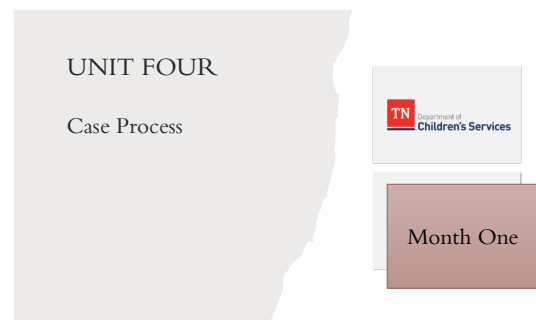 UNIT FOUR
Case Process
TN
Department of
Children's Services
Month One